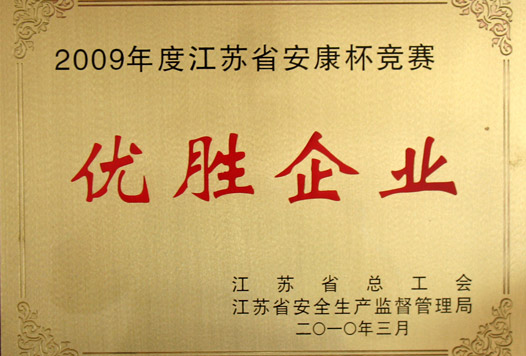 2009年度江苏省安康杯竞赛
优胜企业
江苏省总工会
江苏省安全生产监督管理局
二〇一〇年三月